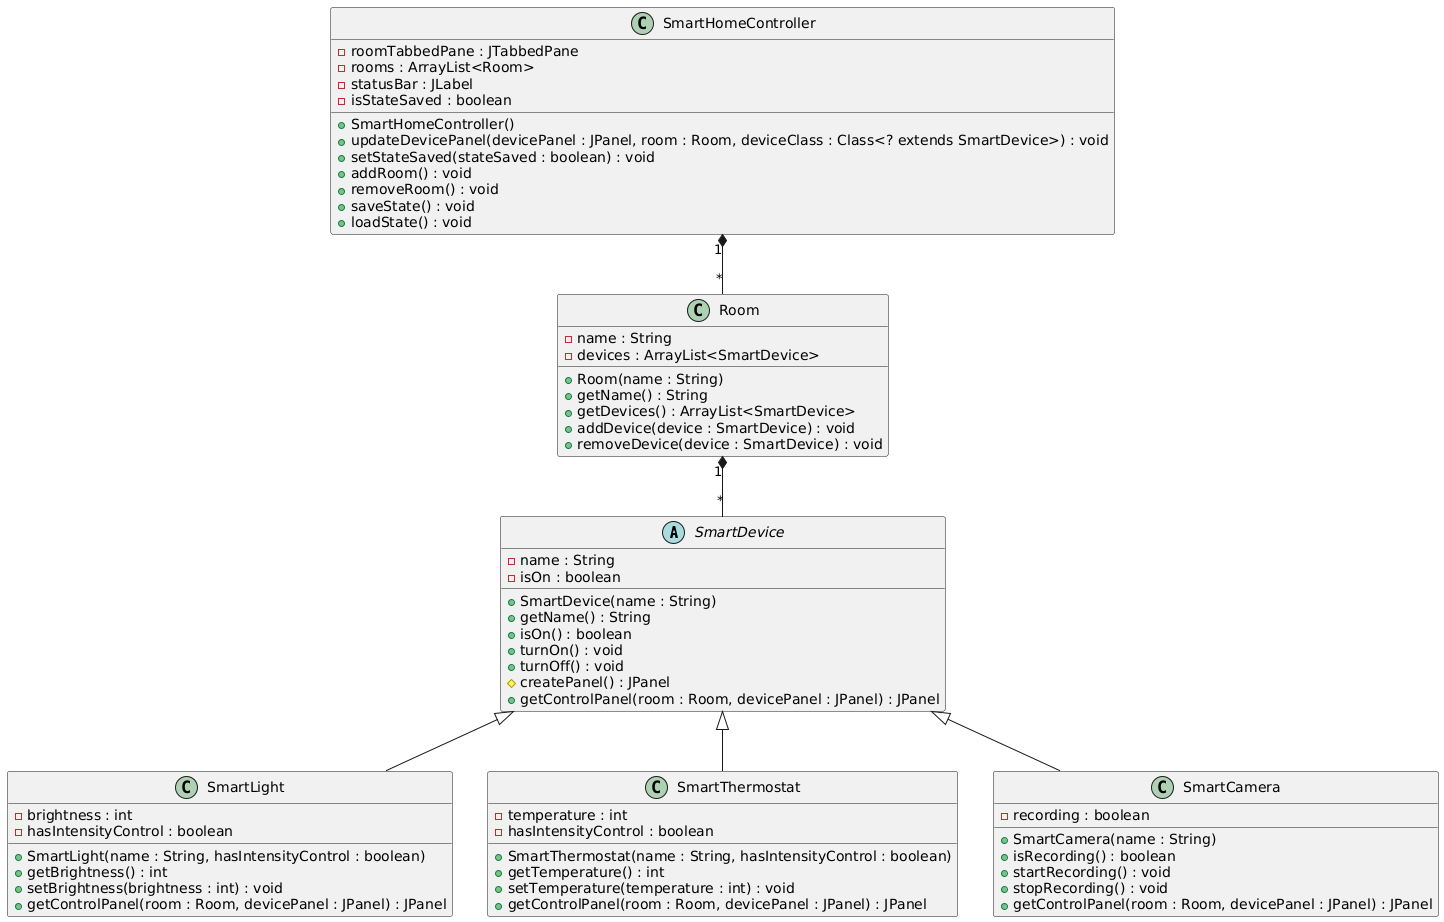 C SmartHomeController
roomTabbedPane : JTabbedPane
rooms : ArrayList<Room>
statusBar : JLabel
isStateSaved : boolean
SmartHomeController()
updateDevicePanel(devicePanel : JPanel, room : Room, deviceClass : Class<? extends SmartDevice>) : void
setStateSaved(stateSaved : boolean) : void
addRoom() : void
removeRoom() : void
saveState() : void
loadState() : void
1
*
C Room
name : String
devices : ArrayList<SmartDevice>
Room(name : String)
getName() : String
getDevices() : ArrayList<SmartDevice>
addDevice(device : SmartDevice) : void
removeDevice(device : SmartDevice) : void
1
*
A SmartDevice
name : String
isOn : boolean
SmartDevice(name : String)
getName() : String
isOn() : boolean
turnOn() : void
turnOff() : void
createPanel() : JPanel
getControlPanel(room : Room, devicePanel : JPanel) : JPanel
C SmartLight
brightness : int
hasIntensityControl : boolean
SmartLight(name : String, hasIntensityControl : boolean)
getBrightness() : int
setBrightness(brightness : int) : void
getControlPanel(room : Room, devicePanel : JPanel) : JPanel
C SmartThermostat
temperature : int
hasIntensityControl : boolean
SmartThermostat(name : String, hasIntensityControl : boolean)
getTemperature() : int
setTemperature(temperature : int) : void
getControlPanel(room : Room, devicePanel : JPanel) : JPanel
C SmartCamera
recording : boolean
SmartCamera(name : String)
isRecording() : boolean
startRecording() : void
stopRecording() : void
getControlPanel(room : Room, devicePanel : JPanel) : JPanel